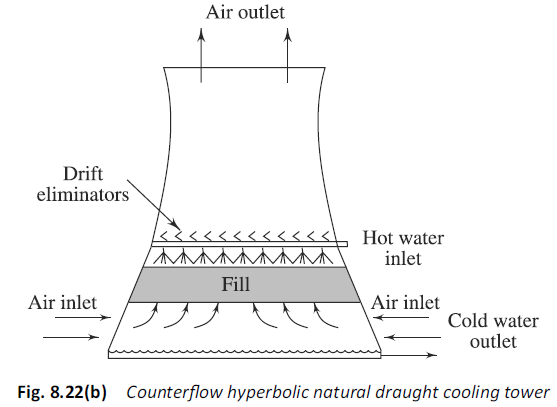 Air outlet
Drift
eliminators
Hot water
inlet
Fill
Air inlet
Air inlet
Cold water
outlet
Fig. 8.22(b) Counterflow hyperbolic natural draught cooling tower